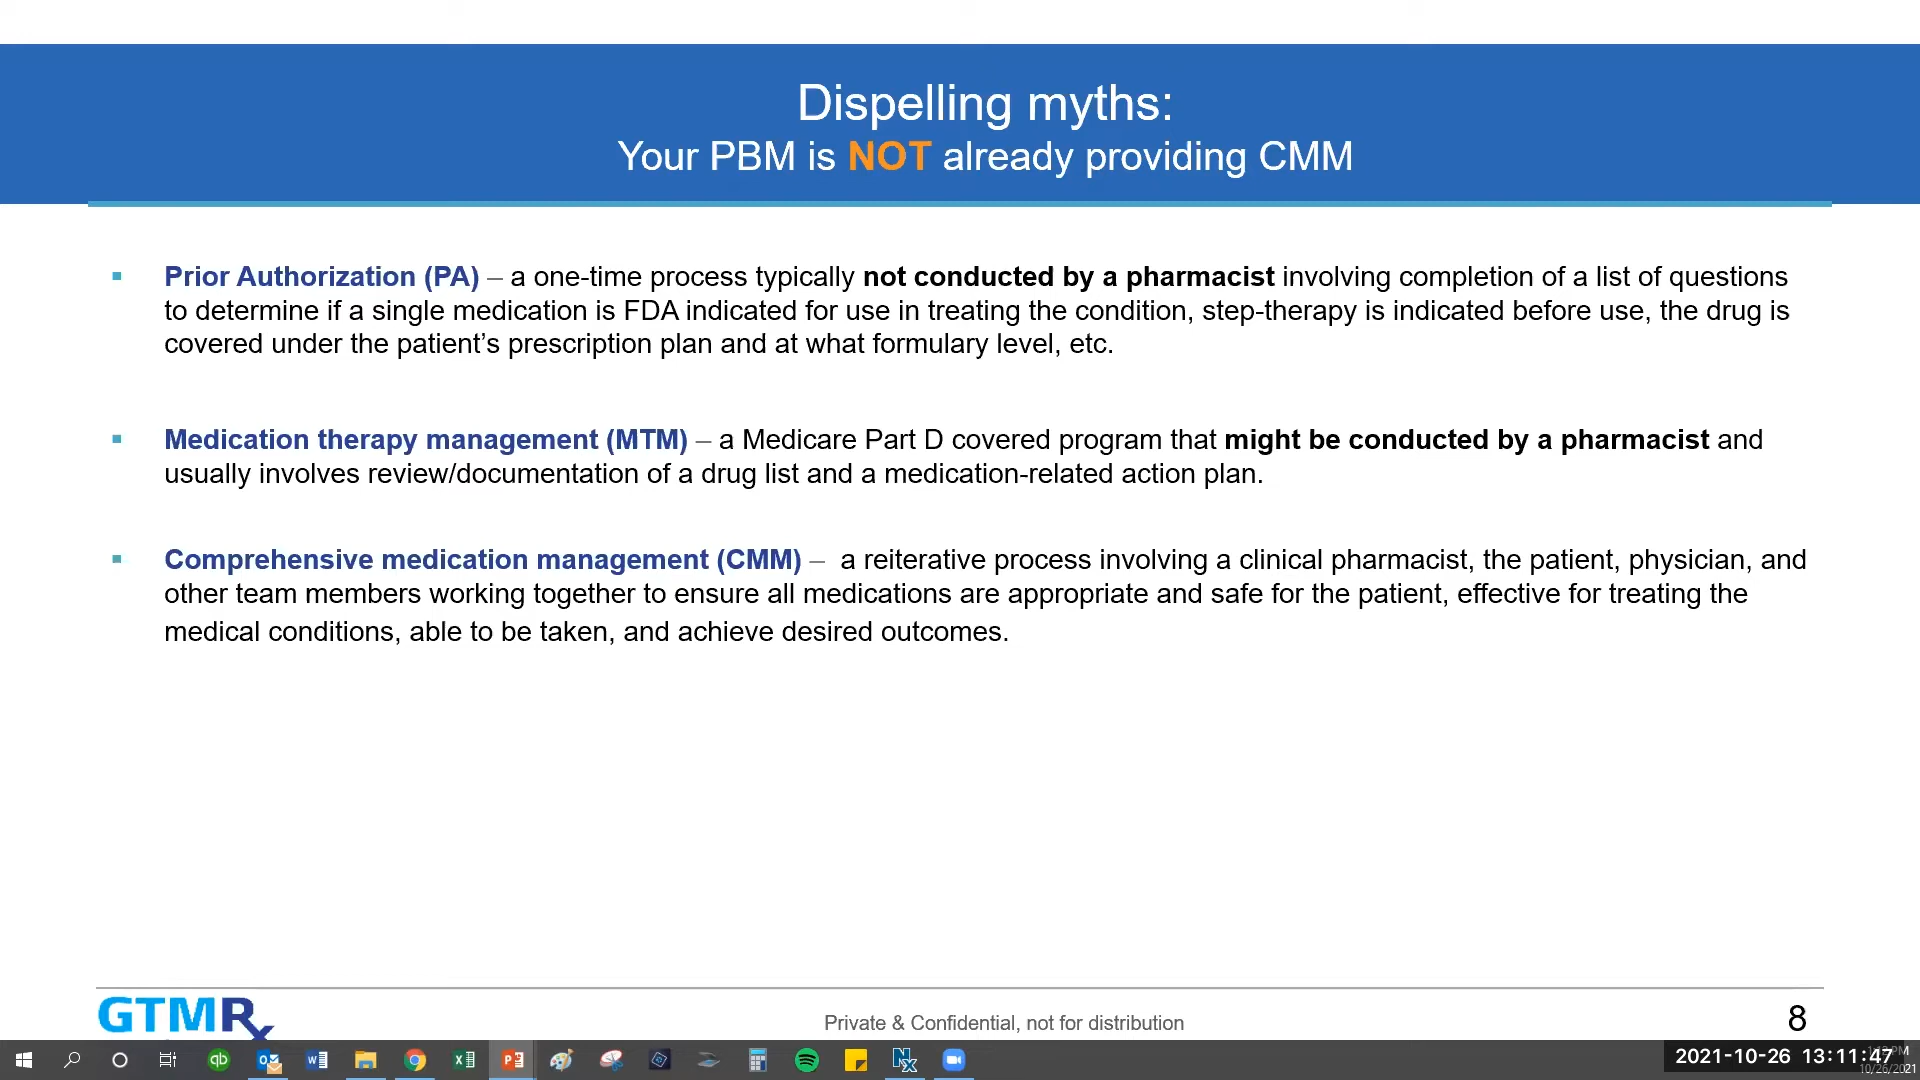 Dispelling myths:
Your PBM is NOT already providing CMM
▪ Prior Authorization (PA) – a one-time process typically not conducted by a pharmacist involving completion of a list of questions
to determine if a single medication is FDA indicated for use in treating the condition, step-therapy is indicated before use, the drug is
covered under the patient’s prescription plan and at what formulary level, etc.
▪ Medication therapy management (MTM) – a Medicare Part D covered program that might be conducted by a pharmacist and
usually involves review/documentation of a drug list and a medication-related action plan.
▪ Comprehensive medication management (CMM) – a reiterative process involving a clinical pharmacist, the patient, physician, and
other team members working together to ensure all medications are appropriate and safe for the patient, effective for treating the
medical conditions, able to be taken, and achieve desired outcomes.
GTMRx
Private & Confidential, not for distribution
8
2021-10-26 13:11:47
10/26/2021